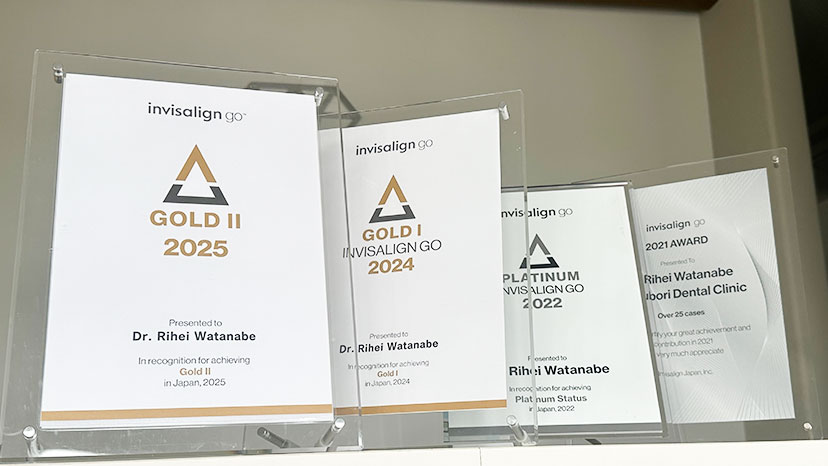 invisalign go™
GOLD II
2025
Presented to
Dr. Rihei Watanabe
In recognition for achieving
Gold II
in Japan, 2025
invisalign go
GOLD I
INVISALIGN GO
2024
Presented to
Dr. Rihei Watanabe
In recognition for achieving
Gold I
in Japan, 2024
invisalign go
PLATINUM
INVISALIGN GO
2022
Presented to
Rihei Watanabe
In recognition for achieving
Platinum Status
in Japan, 2022
invisalign go
2021 AWARD
Presented To
Rihei Watanabe
Dental Clinic
Over 25 cases
your great achievement and
contribution in 2021
very much appreciate
Invisalign Japan, Inc.